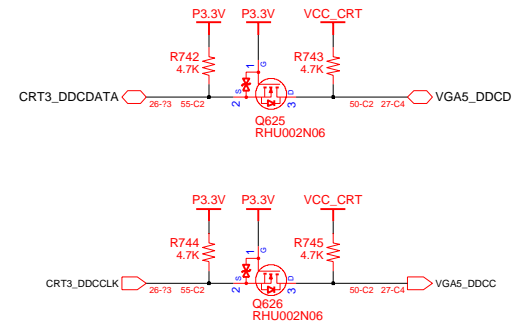 P3.3V P3.3V VCC_CRT
R742 4.7K
R743 4.7K
1 G
CRT3_DDCDATA
26-?3 55-C2
2 S
3 D
50-C2 27-C4
VGA5_DDCD
Q625
RHU002N06
P3.3V P3.3V VCC_CRT
R744 4.7K
R745 4.7K
1 G
CRT3_DDCCLK
26-?3 55-C2
2 S
3 D
50-C2 27-C4
VGA5_DDCC
Q626
RHU002N06